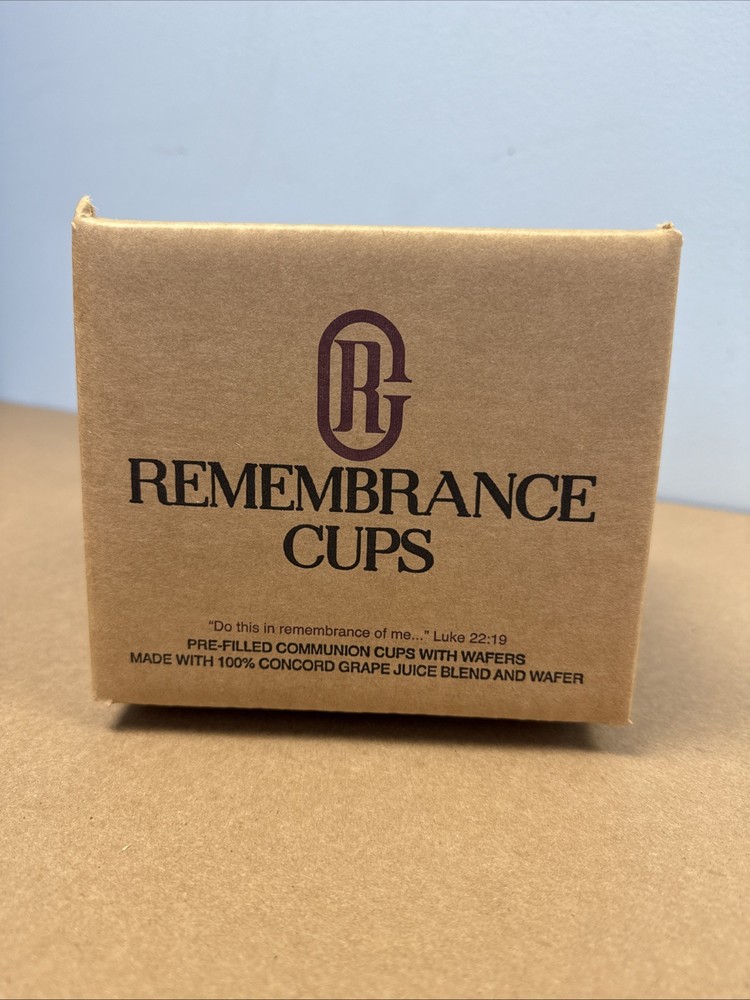 RC
REMEMBRANCE
CUPS
"Do this in remembrance of me..." Luke 22:19
PRE-FILLED COMMUNION CUPS WITH WAFERS
MADE WITH 100% CONCORD GRAPE JUICE BLEND AND WAFER